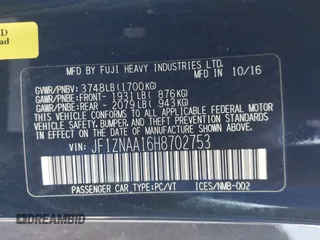 D
ad
MFD. BY FUJI HEAVY INDUSTRIES LTD. 10/16
GVWR/PNBV: 3748LB(1700KG)
GAWR/PNBE:FRONT- 1931LB( 876KG)
GAWR/PNBE:REAR - 2079LB( 943KG)
THIS VEHICLE CONFORMS TO ALL APPLICABLE
FEDERAL MOTOR VEHICLE SAFETY, BUMPER, AND
THEFT PREVENTION STANDARDS IN EFFECT ON
THE DATE OF MANUFACTURE SHOWN ABOVE.
VIN: JF1ZNAA16H8702753
PASSENGER CAR TYPE:PC/VT ICES/NMB-002
DREAMBID